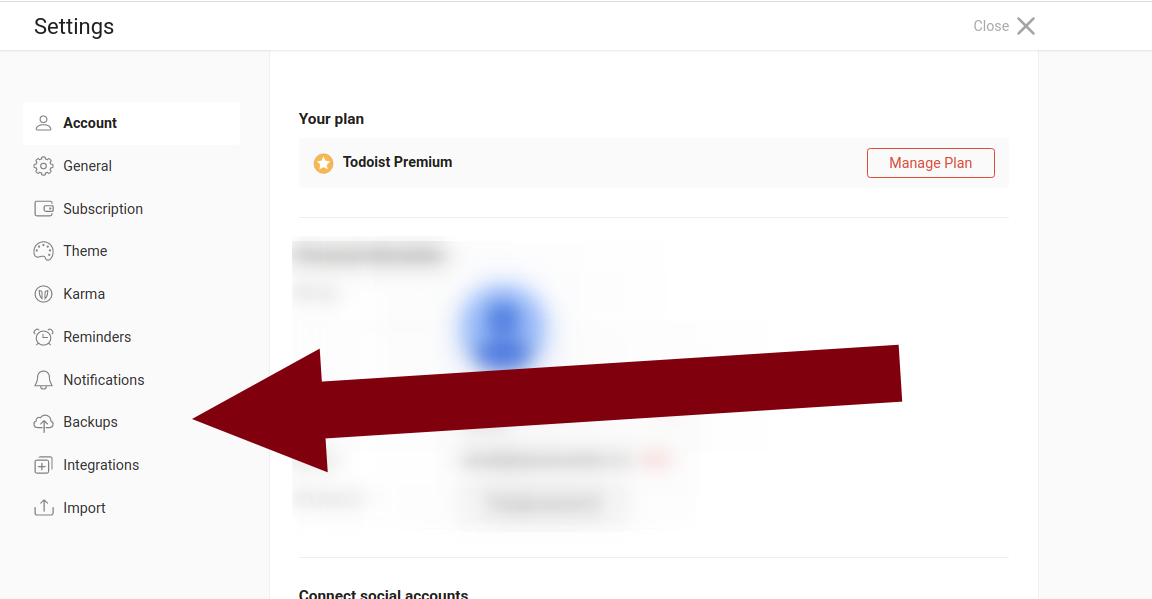 Settings
Close
Account
General
Subscription
Theme
Karma
Reminders
Notifications
Backups
Integrations
Import
Your plan
Todoist Premium
Manage Plan
Connect social accounts